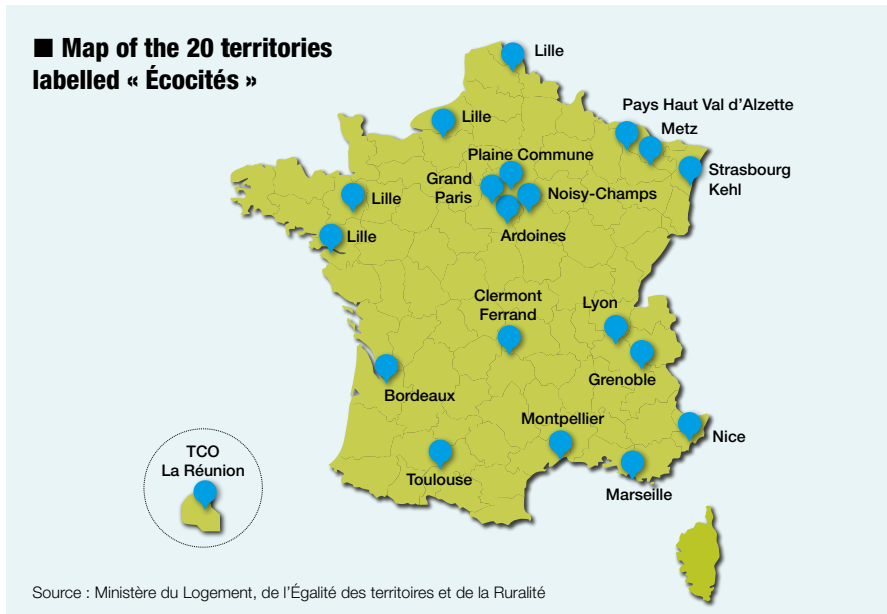 ■ Map of the 20 territories
labelled « Écocités »
Lille
Pays Haut Val d’Alzette
Lille
Metz
Plaine Commune
Strasbourg
Kehl
Grand
Paris
Noisy-Champs
Lille
Lille
Ardoines
Clermont
Ferrand
Lyon
Grenoble
Bordeaux
Montpellier
Nice
TCO
La Réunion
Toulouse
Marseille
Source : Ministère du Logement, de l’Égalité des territoires et de la Ruralité